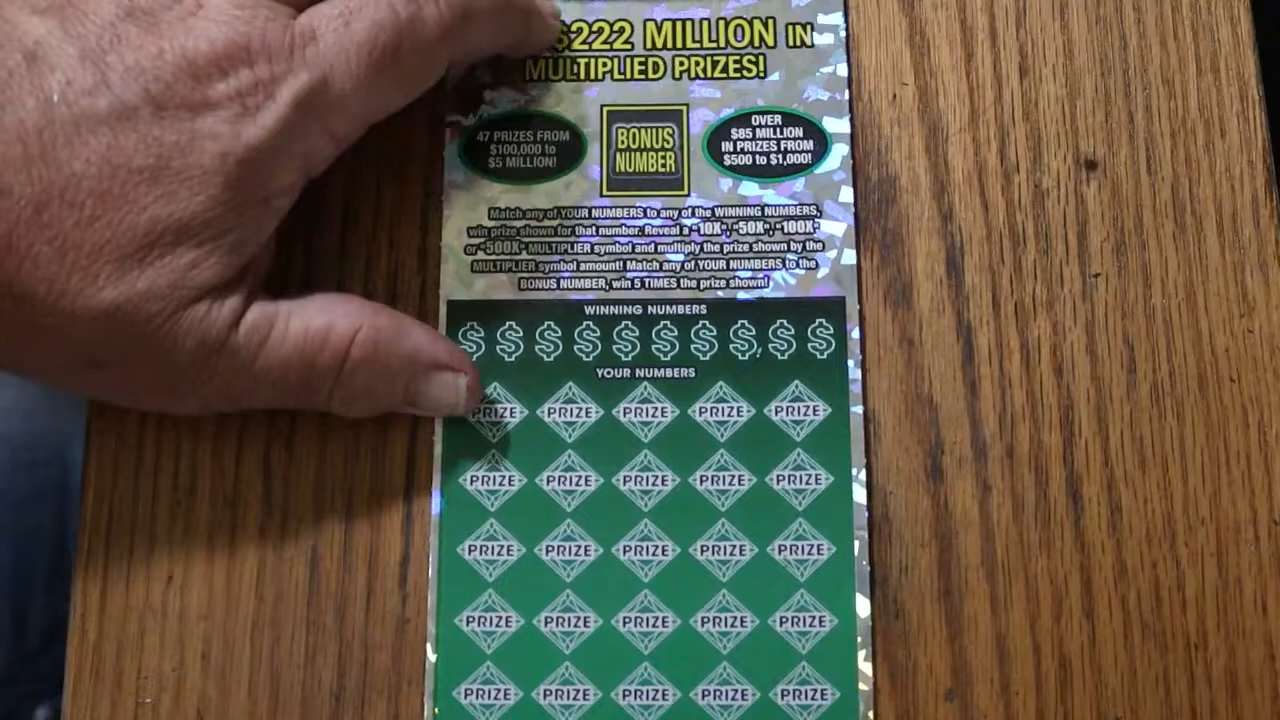 $222 MILLION IN
MULTIPLIED PRIZES!
47 PRIZES FROM
$100,000 to
$5 MILLION!
BONUS
NUMBER
OVER
$85 MILLION
IN PRIZES FROM
$500 to $1,000!
Match any of YOUR NUMBERS to any of the WINNING NUMBERS,
win prize shown for that number. Reveal a "10X", "50X", "100X"
or "500X" MULTIPLIER symbol and multiply the prize shown by the
MULTIPLIER symbol amount! Match any of YOUR NUMBERS to the
BONUS NUMBER, win 5 TIMES the prize shown!
WINNING NUMBERS
$ $ $ $ $ $ $ $ $ $
YOUR NUMBERS
PRIZE PRIZE PRIZE PRIZE PRIZE
PRIZE PRIZE PRIZE PRIZE PRIZE
PRIZE PRIZE PRIZE PRIZE PRIZE
PRIZE PRIZE PRIZE PRIZE PRIZE
PRIZE PRIZE PRIZE PRIZE PRIZE